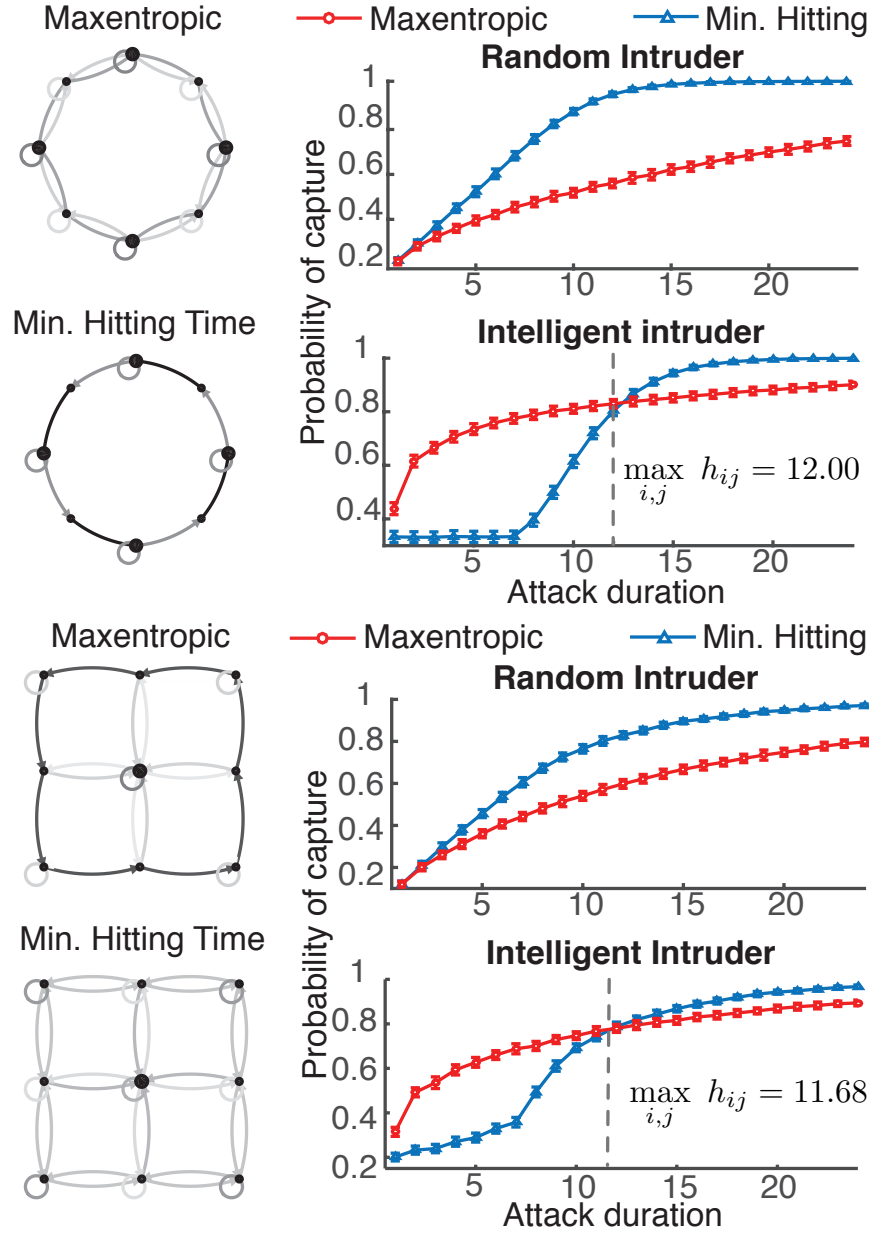 Maxentropic
Maxentropic Min. Hitting
Random Intruder
1
0.8
0.6
0.4
0.2
5 10 15 20
Min. Hitting Time
Probability of capture
Intelligent intruder
1
0.8
0.6
0.4
max i,j h_ij = 12.00
5 10 15 20
Attack duration
Maxentropic
Maxentropic Min. Hitting
Random Intruder
1
0.8
0.6
0.4
0.2
5 10 15 20
Min. Hitting Time
Probability of capture
Intelligent Intruder
1
0.8
0.6
0.4
0.2
max i,j h_ij = 11.68
5 10 15 20
Attack duration